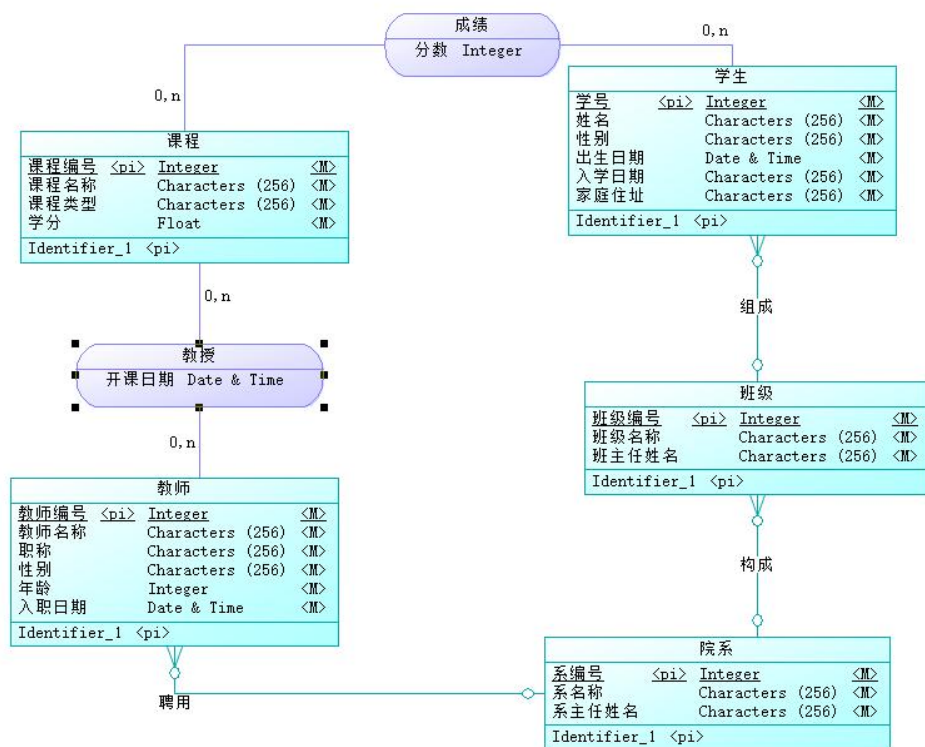 成绩
分数 Integer
0,n
0,n
学生
学号 <pi> Integer <M>
姓名 Characters (256) <M>
性别 Characters (256) <M>
出生日期 Date & Time <M>
入学日期 Characters (256) <M>
家庭住址 Characters (256) <M>
Identifier_1 <pi>
课程
课程编号 <pi> Integer <M>
课程名称 Characters (256) <M>
课程类型 Characters (256) <M>
学分 Float <M>
Identifier_1 <pi>
0,n
组成
教授
开课日期 Date & Time
0,n
班级
班级编号 <pi> Integer <M>
班级名称 Characters (256) <M>
班主任姓名 Characters (256) <M>
Identifier_1 <pi>
教师
教师编号 <pi> Integer <M>
教师名称 Characters (256) <M>
职称 Characters (256) <M>
性别 Characters (256) <M>
年龄 Integer <M>
入职日期 Date & Time <M>
Identifier_1 <pi>
构成
聘用
院系
系编号 <pi> Integer <M>
系名称 Characters (256) <M>
系主任姓名 Characters (256) <M>
Identifier_1 <pi>